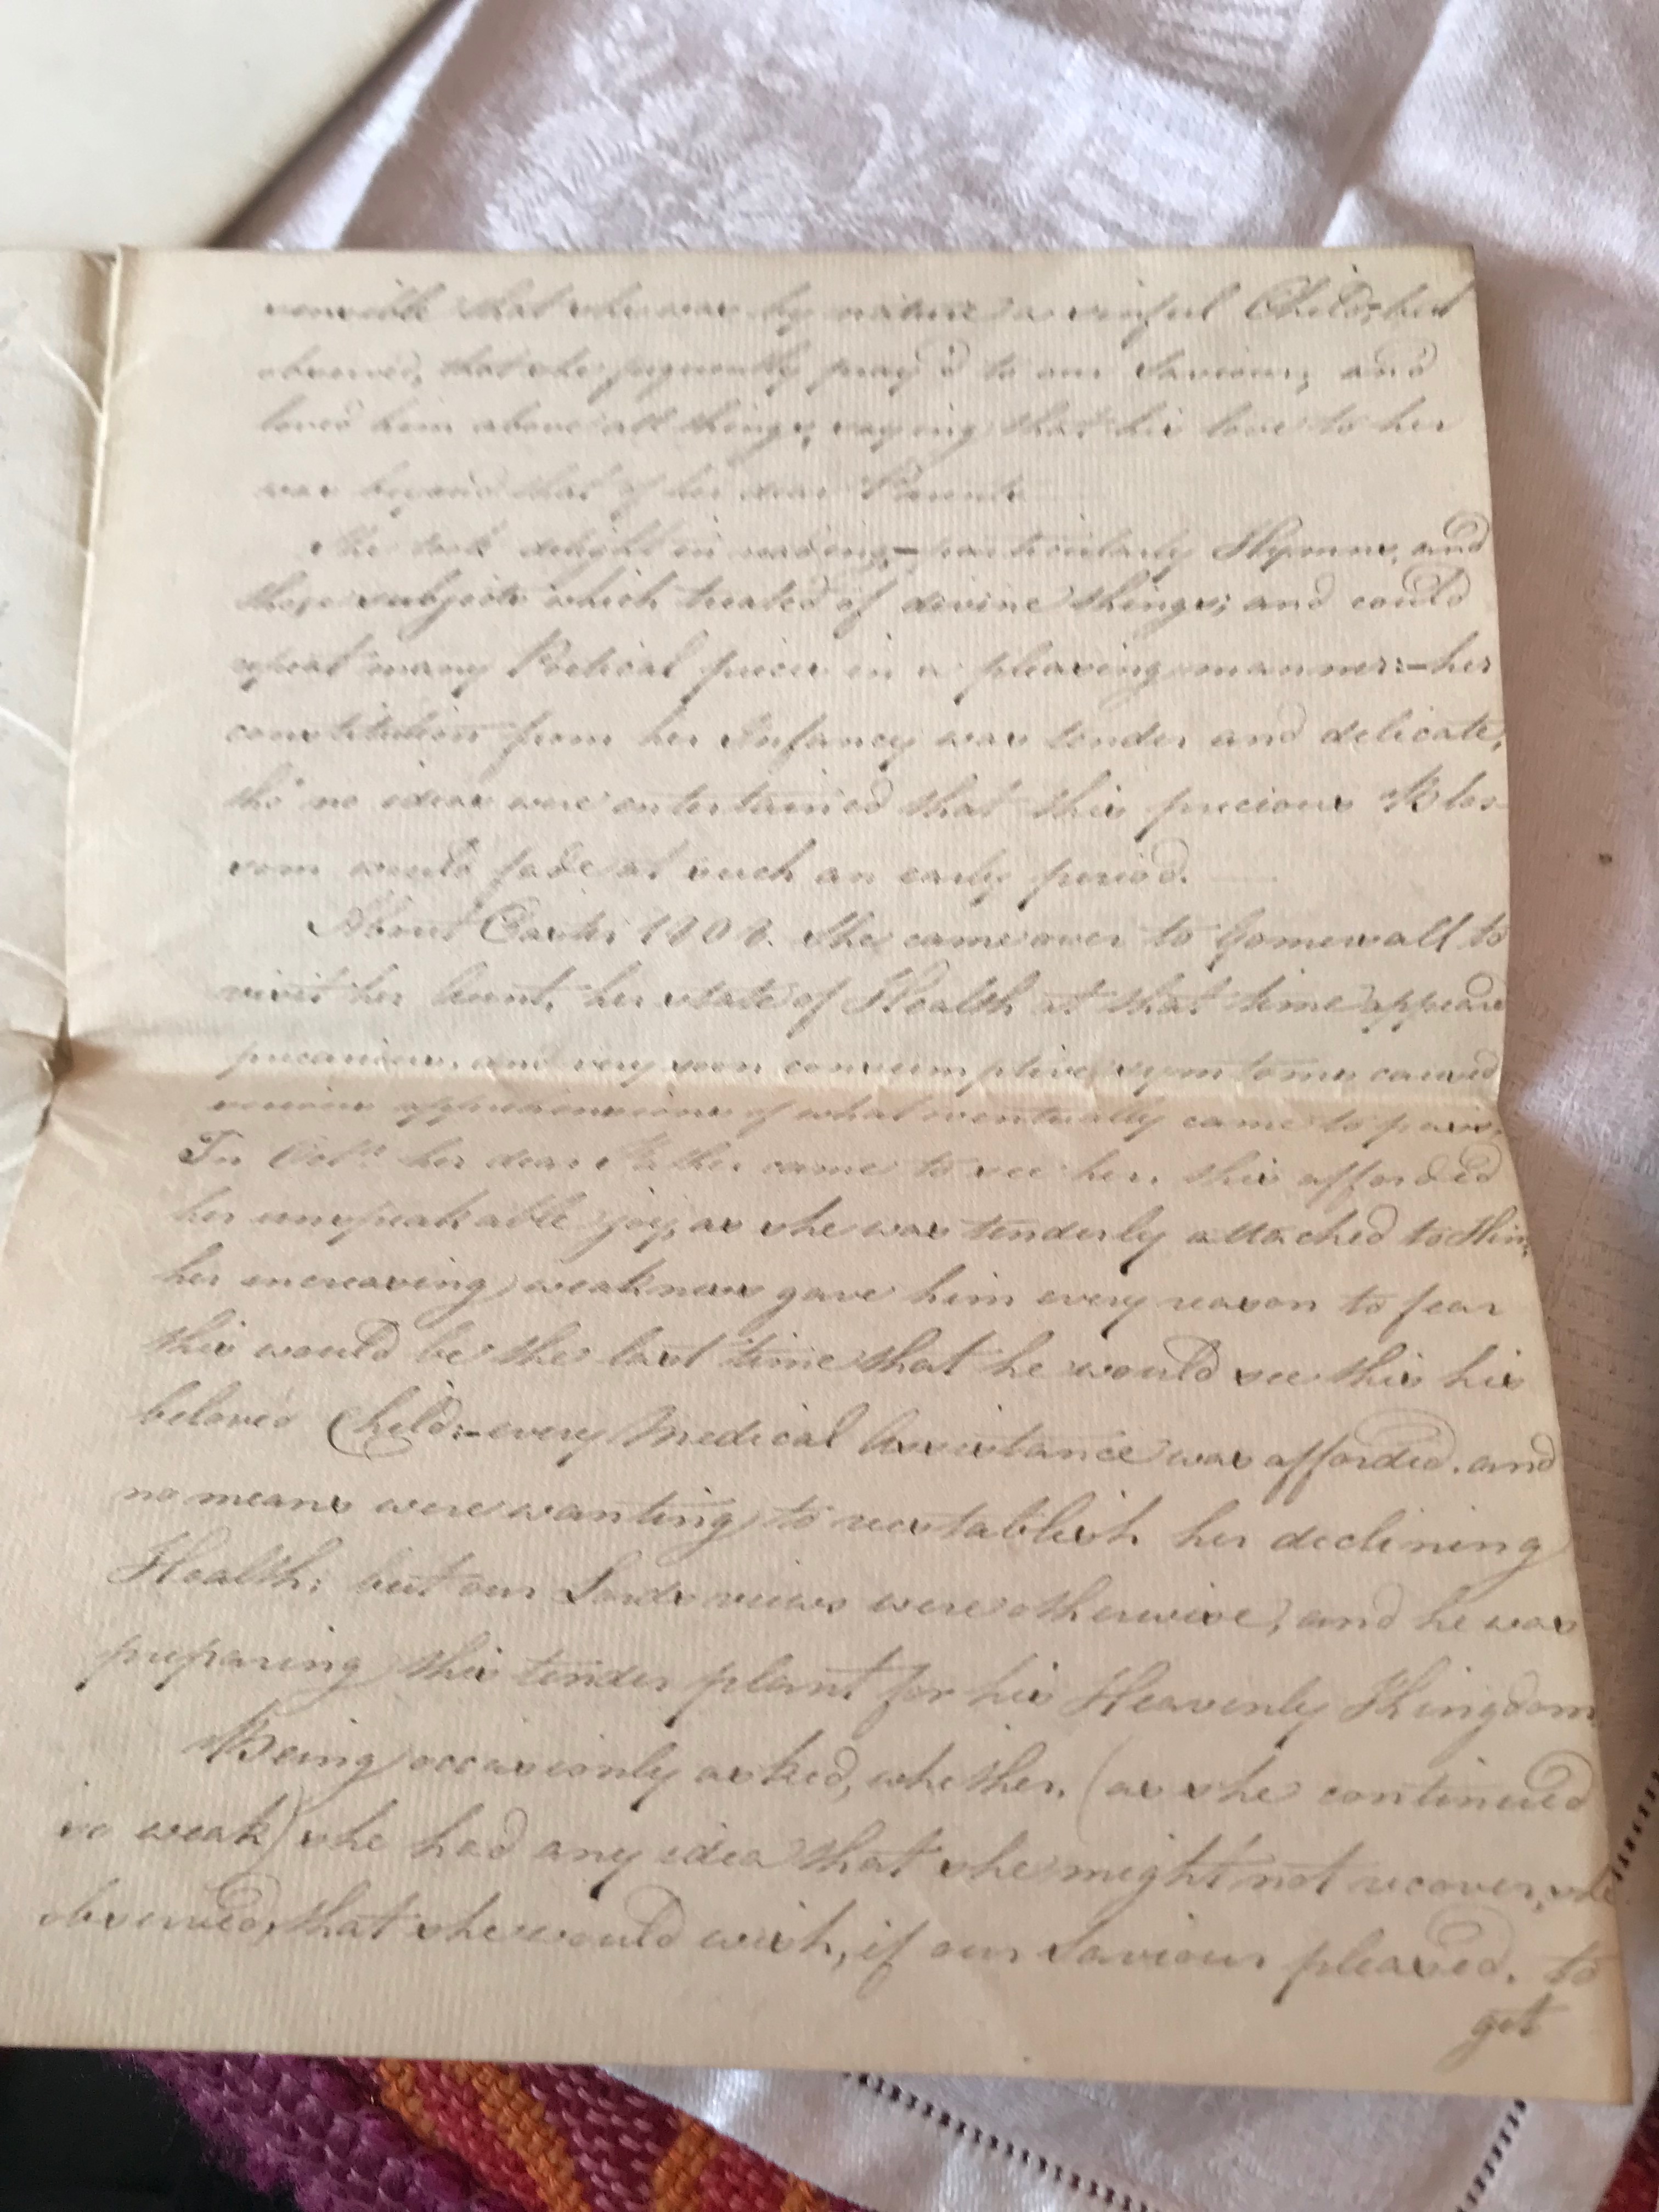 sensible that she was by nature a sinful Child, but
observed, that she frequently pray'd to our Saviour, and
loved him above all things, saying that his love to her
was beyond that of her dear Parents
She took delight in reading,– particularly Hymns, and
those subjects which treated of divine things; and could
repeat many Poetical pieces in a pleasing manner:– her
constitution from her Infancy was tender and delicate,
tho' no ideas were entertained that this precious Blos-
som would fade at such an early period.
About Easter she came over to Gomersall to
visit her Aunt, her state of Health at that time appeared
precarious, and very soon consumptive symptoms caused
serious apprehensions of what eventually came to pass.
In Octr. her dear Father came to see her, this afforded
her unspeakable joy, as she was tenderly attached to Him;
her encreasing weakness gave him every reason to fear
this would be the last time that he would see this his
beloved Child:– every Medical Assistance was afforded, and
no means were wanting to reestablish her declining
Health; but our Lords views were otherwise, and he was
preparing this tender plant for his Heavenly Kingdom.
Being occasionly asked, whether, (as she continued
so weak) she had any idea that she might not recover, she
observed, that she would wish, if our Saviour pleased, to
get